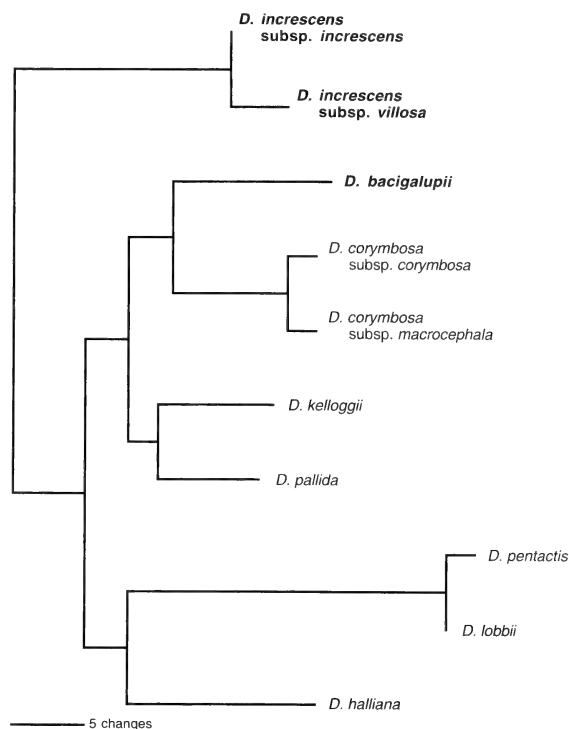 D. increscens
subsp. increscens
D. increscens
subsp. villosa
D. bacigalupii
D. corymbosa
subsp. corymbosa
D. corymbosa
subsp. macrocephala
D. kelloggii
D. pallida
D. pentactis
D. lobbii
D. halliana
5 changes